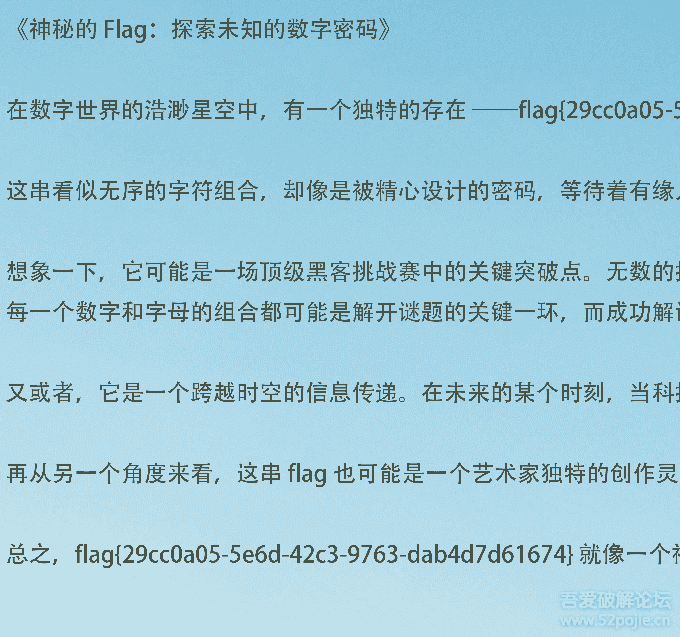 《神秘的 Flag：探索未知的数字密码》
在数字世界的浩渺星空中，有一个独特的存在 ——flag{29cc0a05-5
这串看似无序的字符组合，却像是被精心设计的密码，等待着有缘
想象一下，它可能是一场顶级黑客挑战赛中的关键突破点。无数的
每一个数字和字母的组合都可能是解开谜题的关键一环，而成功解
又或者，它是一个跨越时空的信息传递。在未来的某个时刻，当科
再从另一个角度来看，这串 flag 也可能是一个艺术家独特的创作灵
总之，flag{29cc0a05-5e6d-42c3-9763-dab4d7d61674} 就像一个神
吾爱破解论坛
www.52pojie.cn